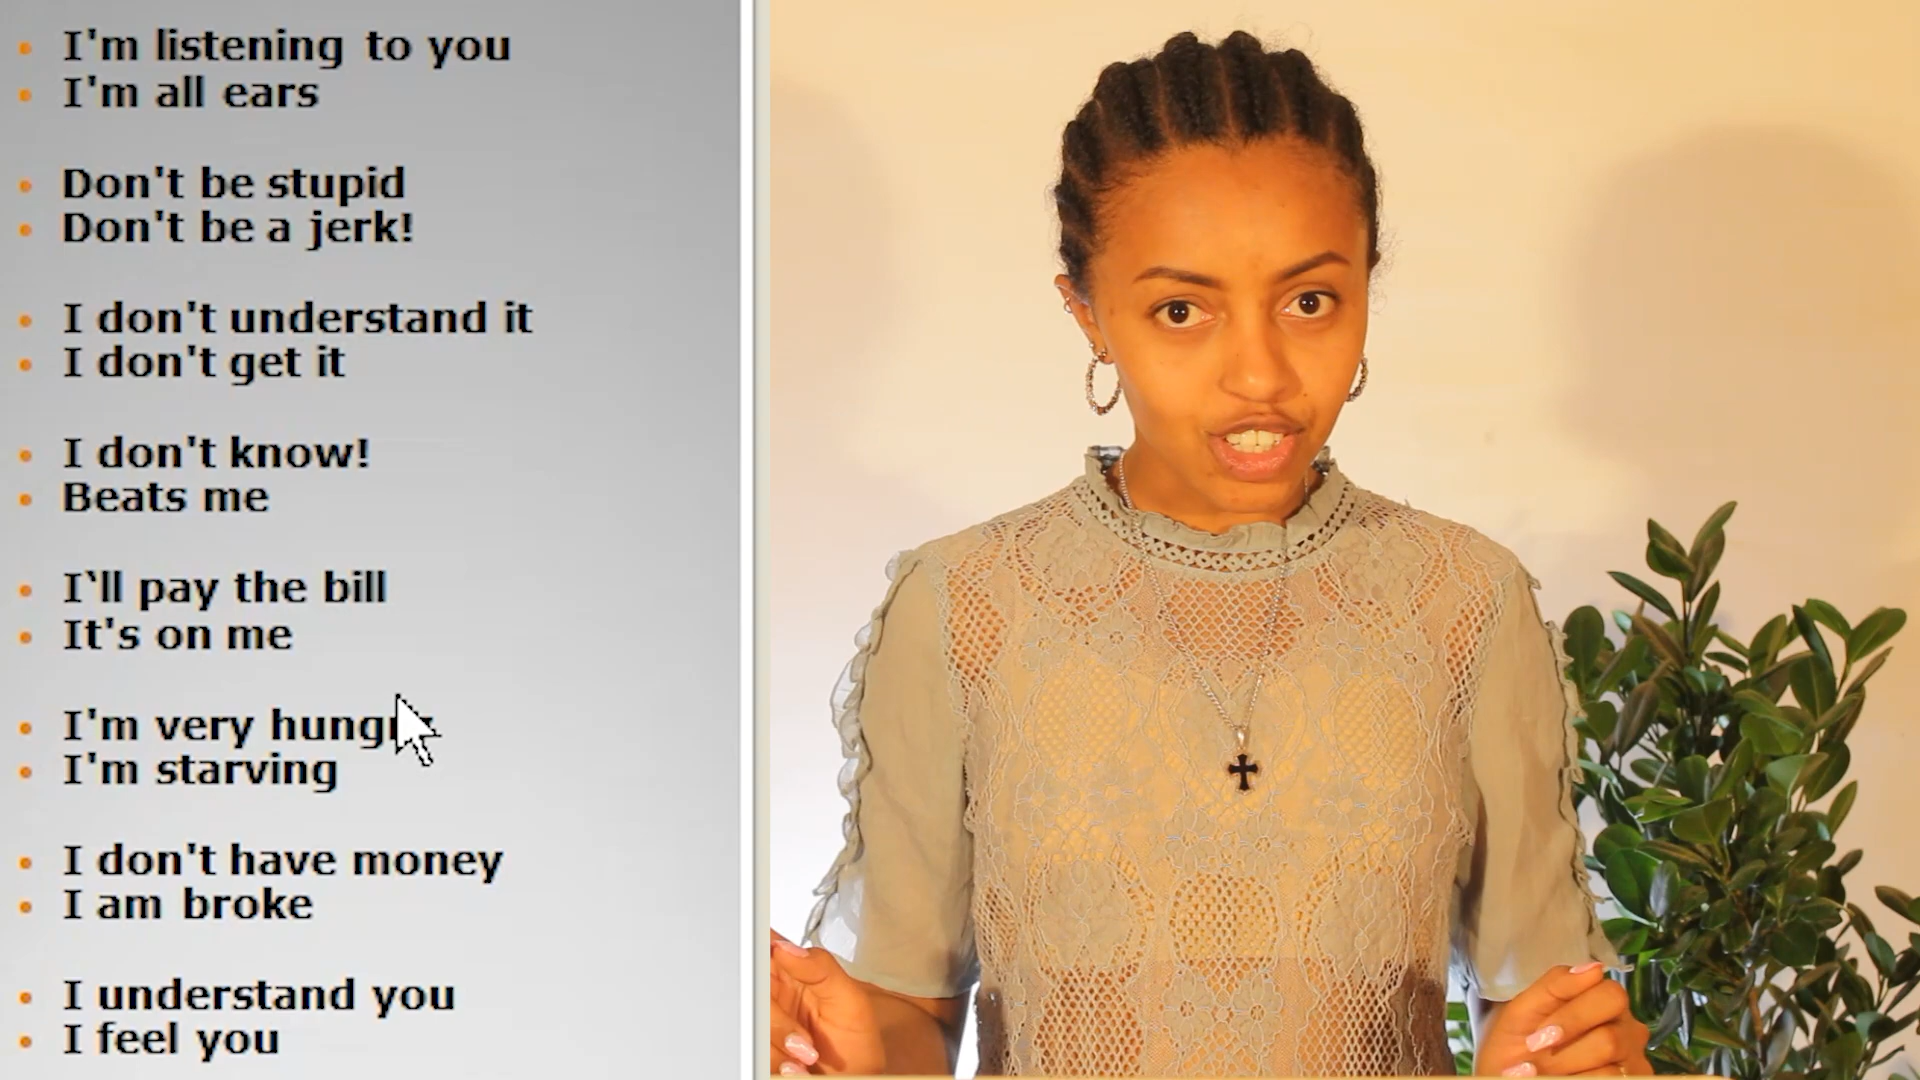 I'm listening to you
I'm all ears
Don't be stupid
Don't be a jerk!
I don't understand it
I don't get it
I don't know!
Beats me
I`ll pay the bill
It's on me
I'm very
I'm starving
I don't have money
I am broke
I understand you
I feel you